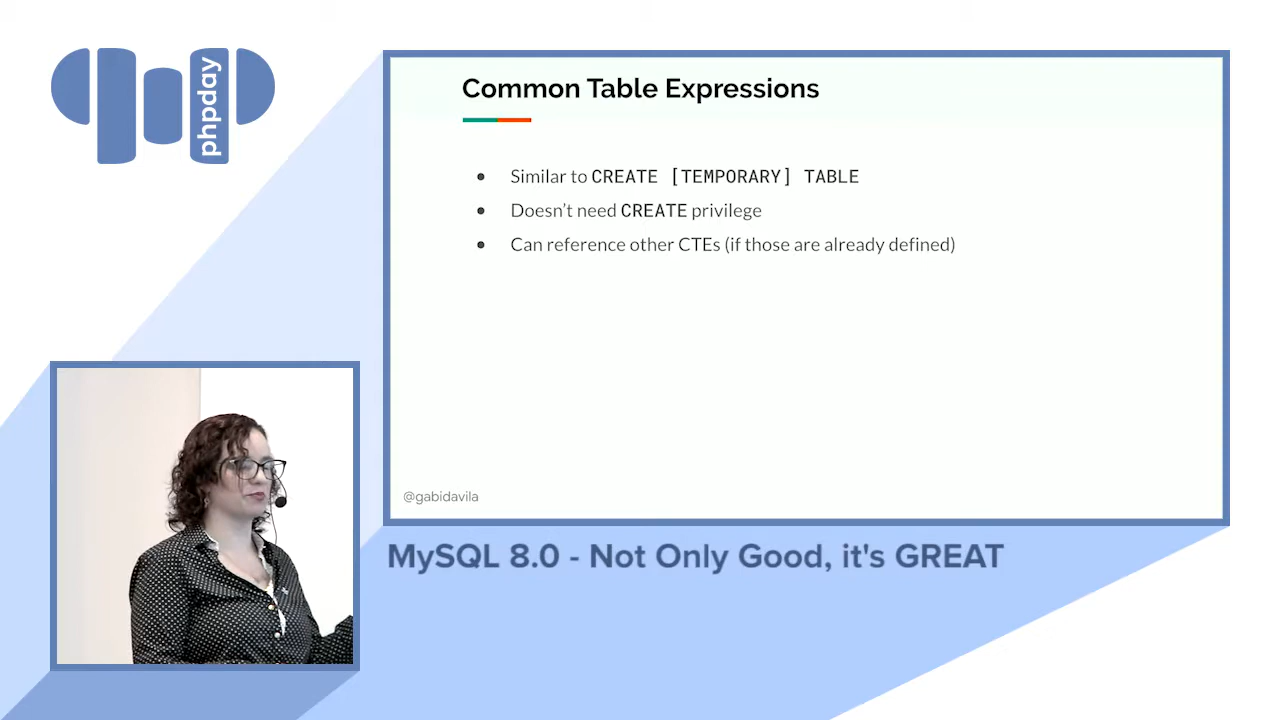 phpday
Common Table Expressions
• Similar to CREATE [TEMPORARY] TABLE
• Doesn't need CREATE privilege
• Can reference other CTEs (if those are already defined)
@gabidavila
MySQL 8.0 - Not Only Good, it's GREAT